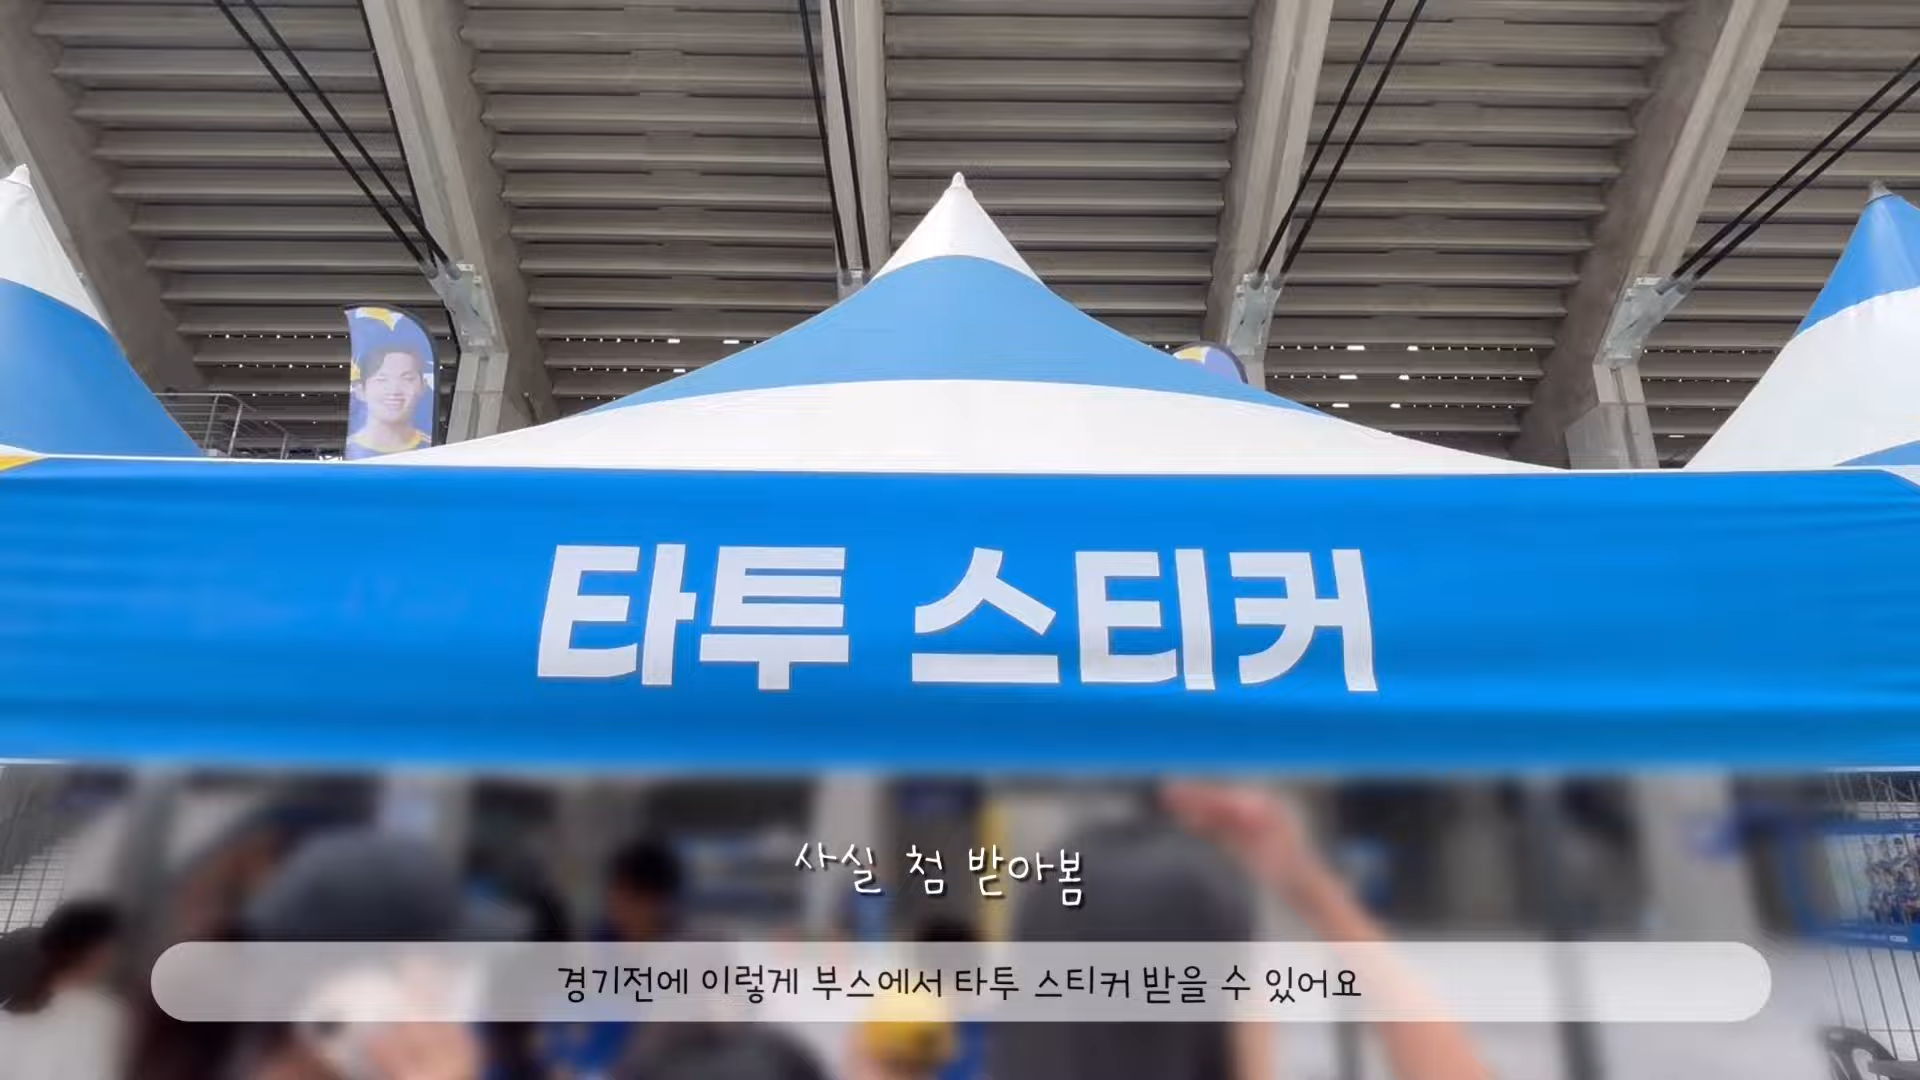 타투 스티커
사실 첨 받아봄
경기전에 이렇게 부스에서 타투 스티커 받을 수 있어요